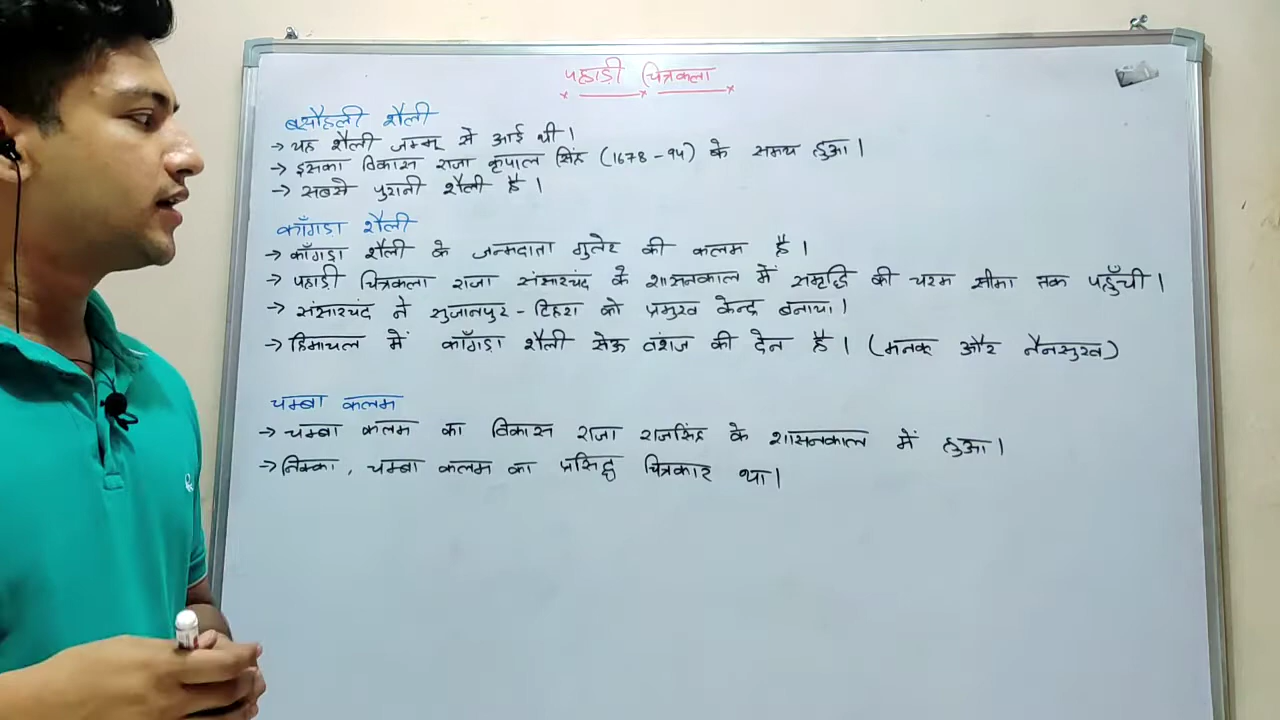 पहाड़ी चित्रकला
बसौहली शैली
→ यह शैली जम्मू से आई थी।
→ इसका विकास राजा कृपाल सिंह (1678-94) के समय हुआ।
→ सबसे पुरानी शैली है।
काँगड़ा शैली
→ काँगड़ा शैली के जन्मदाता गुलेर की कलम है।
→ पहाड़ी चित्रकला राजा संसारचंद के शासनकाल में समृद्धि की चरम सीमा तक पहुँची।
→ संसारचंद ने सुजानपुर-टिहरा को प्रमुख केन्द्र बनाया।
→ हिमाचल में काँगड़ा शैली सेऊ वंशज की देन है। (मनकू और नैनसुख)
चम्बा कलम
→ चम्बा कलम का विकास राजा राजसिंह के शासनकाल में हुआ।
→ निक्का, चम्बा कलम का प्रसिद्ध चित्रकार था।